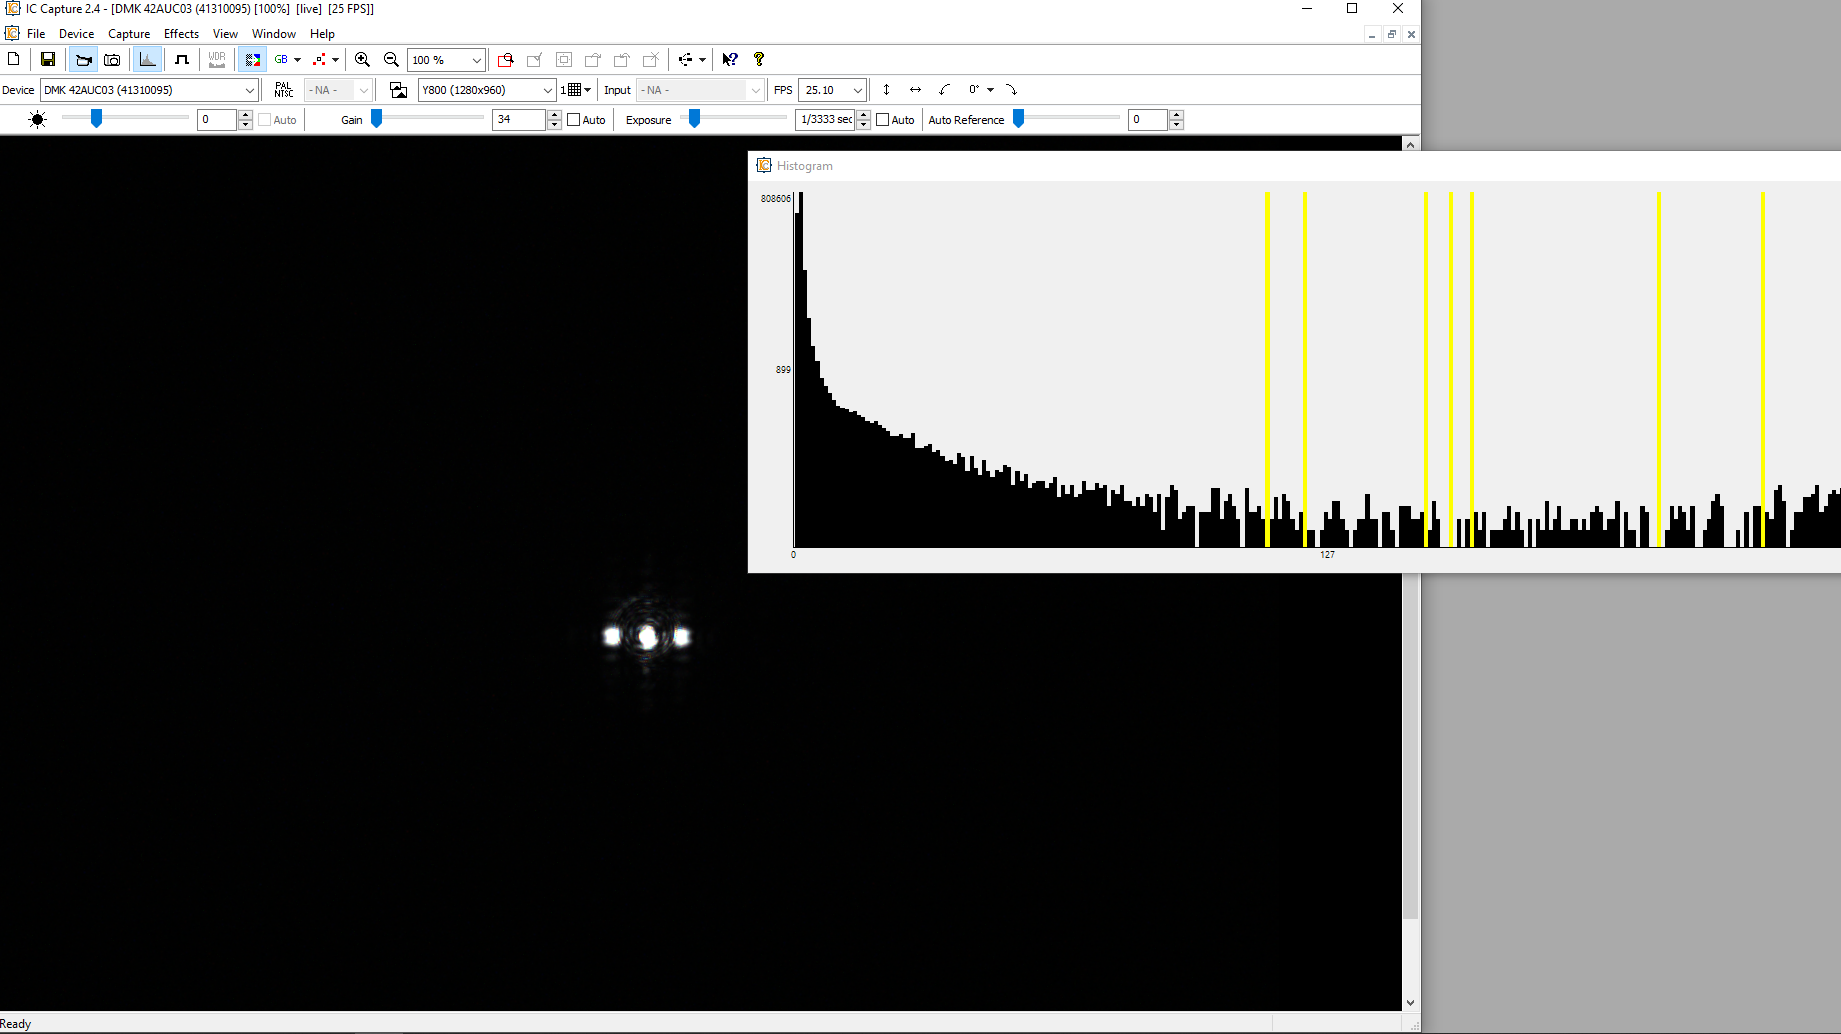 IC Capture 2.4 - [DMK 42AUC03 (41310095) [100%]  [live]  [25 FPS]]
File Device Capture Effects View Window Help
WDR GB 100 %
Device DMK 42AUC03 (41310095) PAL NTSC - NA - Y800 (1280x960) 1 Input - NA - FPS 25.10 0°
0 Auto Gain 34 Auto Exposure 1/3333 sec Auto Auto Reference 0
Histogram
808606
899
0 127
Ready